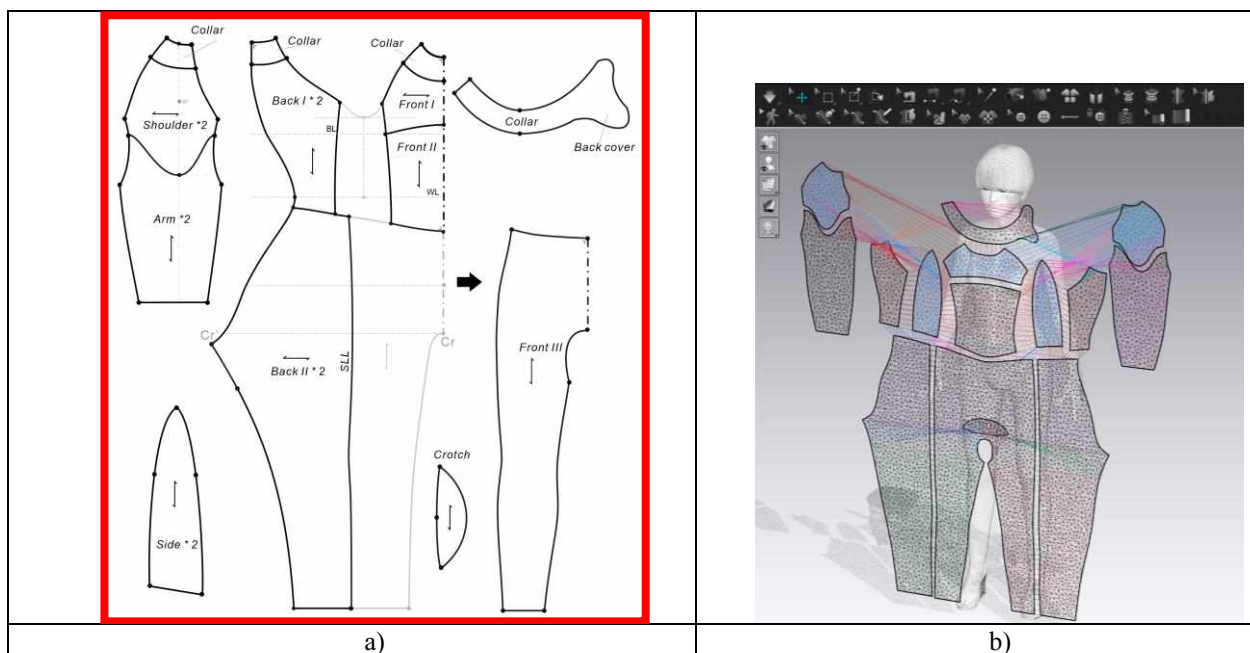 Collar
Collar
Collar
Back I * 2
Front I
Shoulder *2
Collar
BL
Front II
Back cover
WL
Arm *2
Cr'
Cr
Front III
SLL
Back II * 2
Crotch
Side * 2
a)
b)